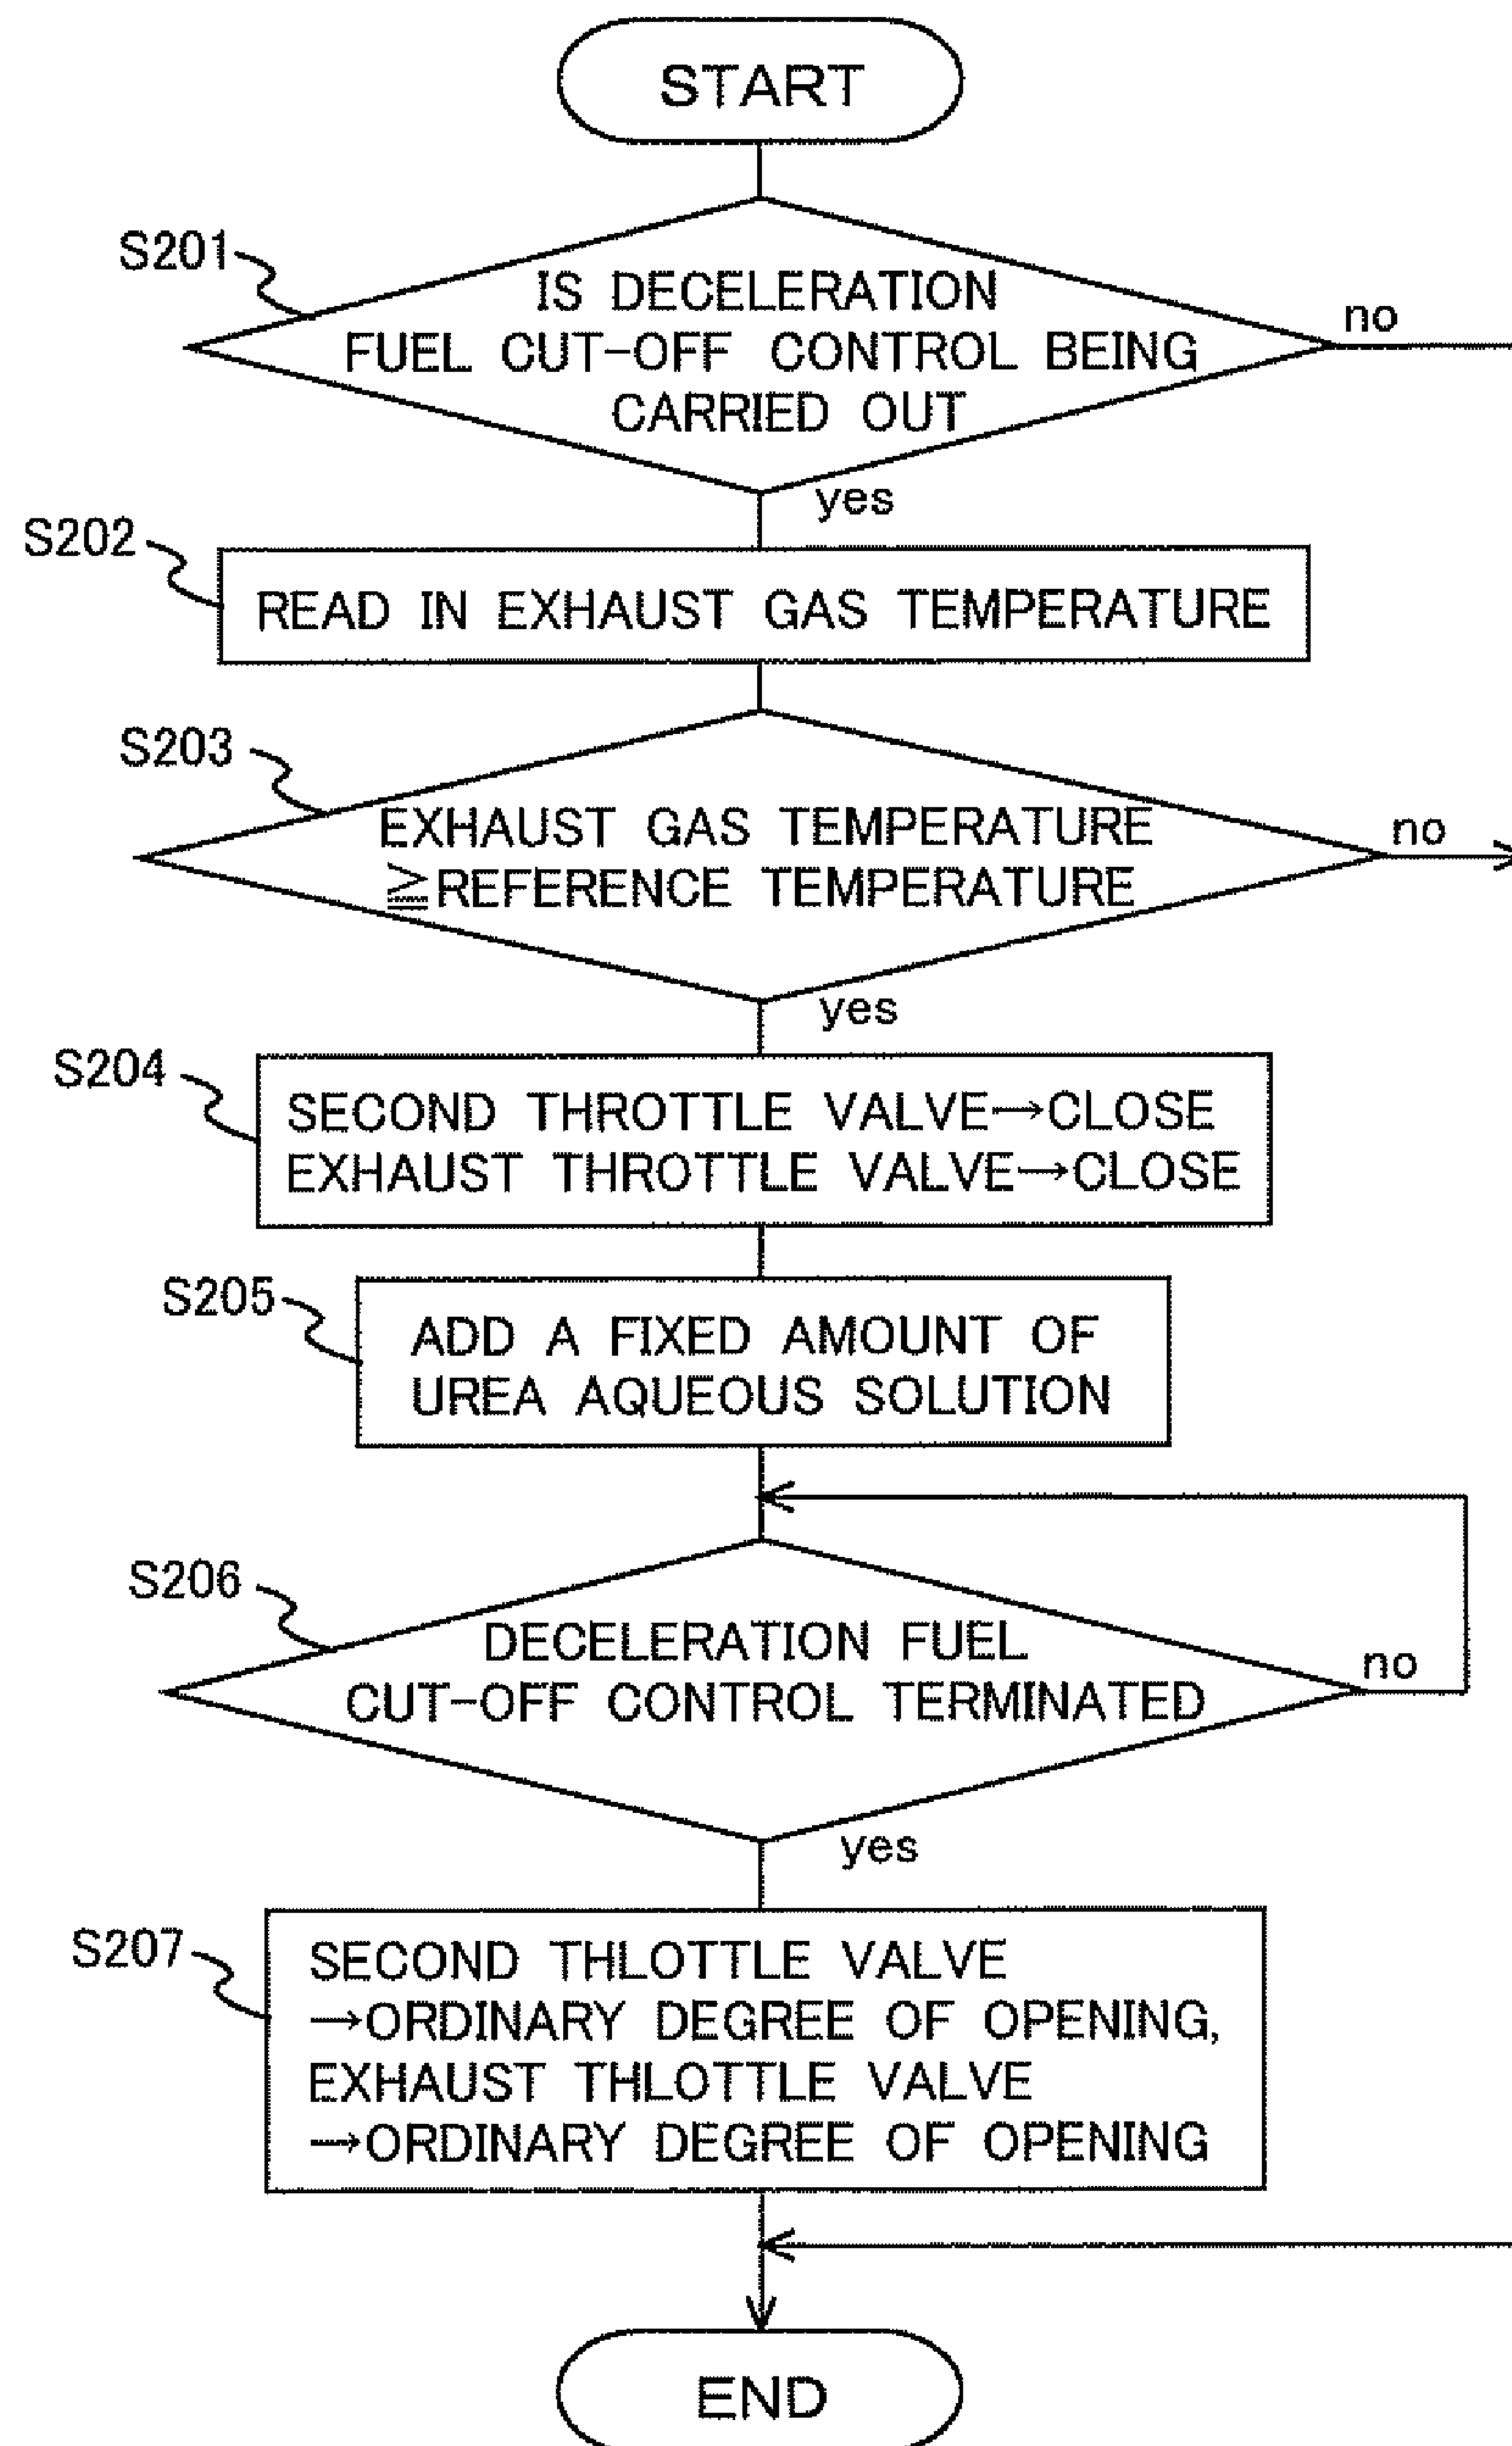 START
S201
IS DECELERATION
FUEL CUT-OFF CONTROL BEING
CARRIED OUT
no
yes
S202
READ IN EXHAUST GAS TEMPERATURE
S203
EXHAUST GAS TEMPERATURE
≧REFERENCE TEMPERATURE
no
yes
S204
SECOND THROTTLE VALVE→CLOSE
EXHAUST THROTTLE VALVE→CLOSE
S205
ADD A FIXED AMOUNT OF
UREA AQUEOUS SOLUTION
S206
DECELERATION FUEL
CUT-OFF CONTROL TERMINATED
no
yes
S207
SECOND THLOTTLE VALVE
→ORDINARY DEGREE OF OPENING,
EXHAUST THLOTTLE VALVE
→ORDINARY DEGREE OF OPENING
END